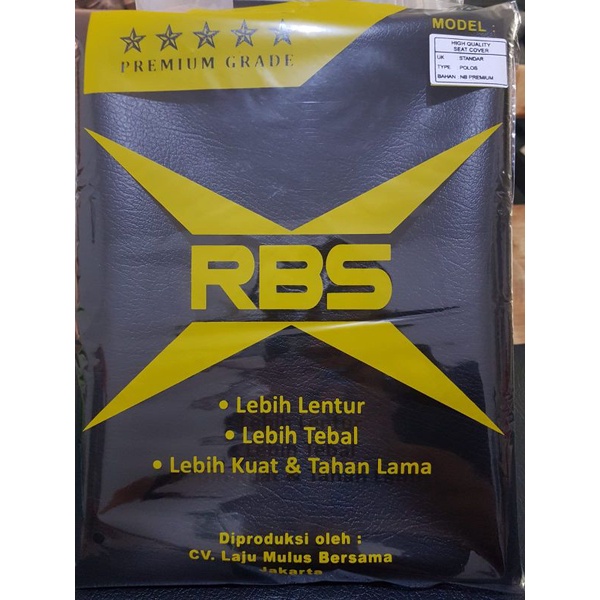 MODEL :
PREMIUM GRADE
HIGH QUALITY
SEAT COVER
UK : STANDAR
TYPE : POLOS
BAHAN : NB PREMIUM
RBS
• Lebih Lentur
• Lebih Tebal
• Lebih Kuat & Tahan Lama
Diproduksi oleh :
CV. Laju Mulus Bersama
Jakarta